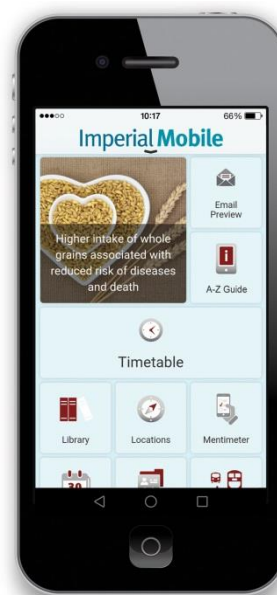 10:17
66%
Imperial Mobile
Higher intake of whole
grains associated with
reduced risk of diseases
and death
Email
Preview
i
A-Z Guide
Timetable
Library
Locations
Mentimeter
30